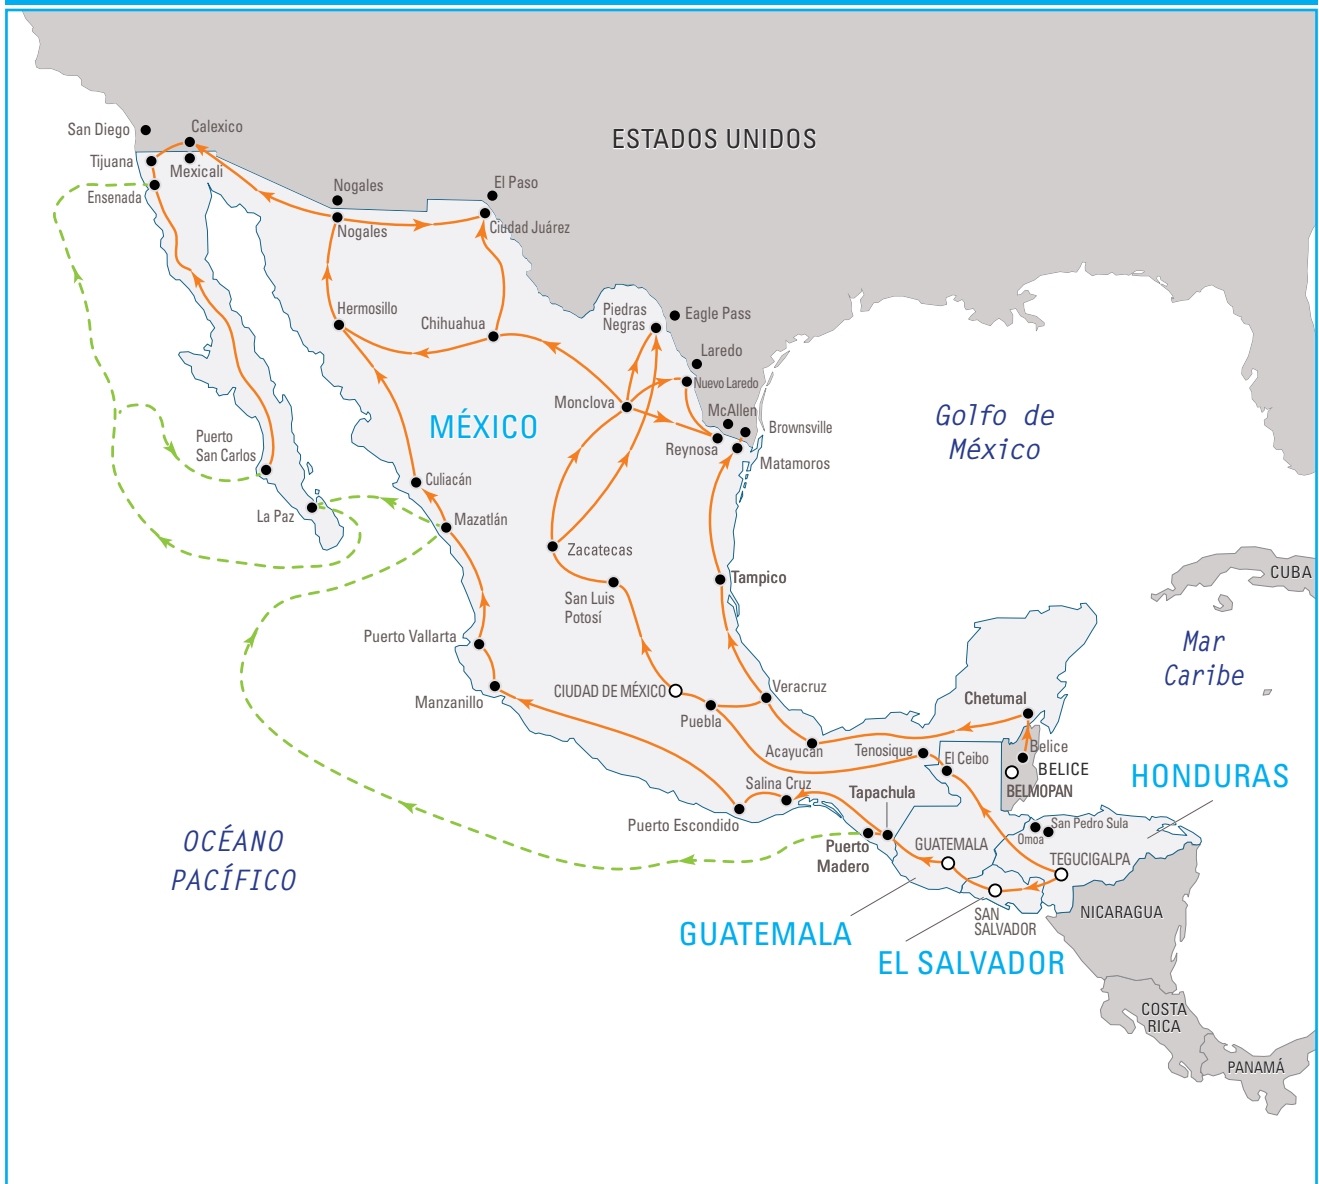 ESTADOS UNIDOS
San Diego
Calexico
Tijuana
Mexicali
Ensenada
Nogales
Nogales
El Paso
Ciudad Juárez
Hermosillo
Chihuahua
Piedras
Negras
Eagle Pass
Laredo
Nuevo Laredo
Monclova
McAllen
Brownsville
Reynosa
Matamoros
MÉXICO
Golfo de
México
Puerto
San Carlos
La Paz
Culiacán
Mazatlán
Zacatecas
San Luis
Potosí
Tampico
CUBA
Mar
Caribe
Puerto Vallarta
Manzanillo
CIUDAD DE MÉXICO
Puebla
Veracruz
Chetumal
Acayucán
Tenosique
El Ceibo
Belice
BELICE
BELMOPAN
HONDURAS
Salina Cruz
Tapachula
Puerto Escondido
Puerto
Madero
GUATEMALA
San Pedro Sula
Omoa
TEGUCIGALPA
OCÉANO
PACÍFICO
SAN
SALVADOR
NICARAGUA
GUATEMALA
EL SALVADOR
COSTA
RICA
PANAMÁ